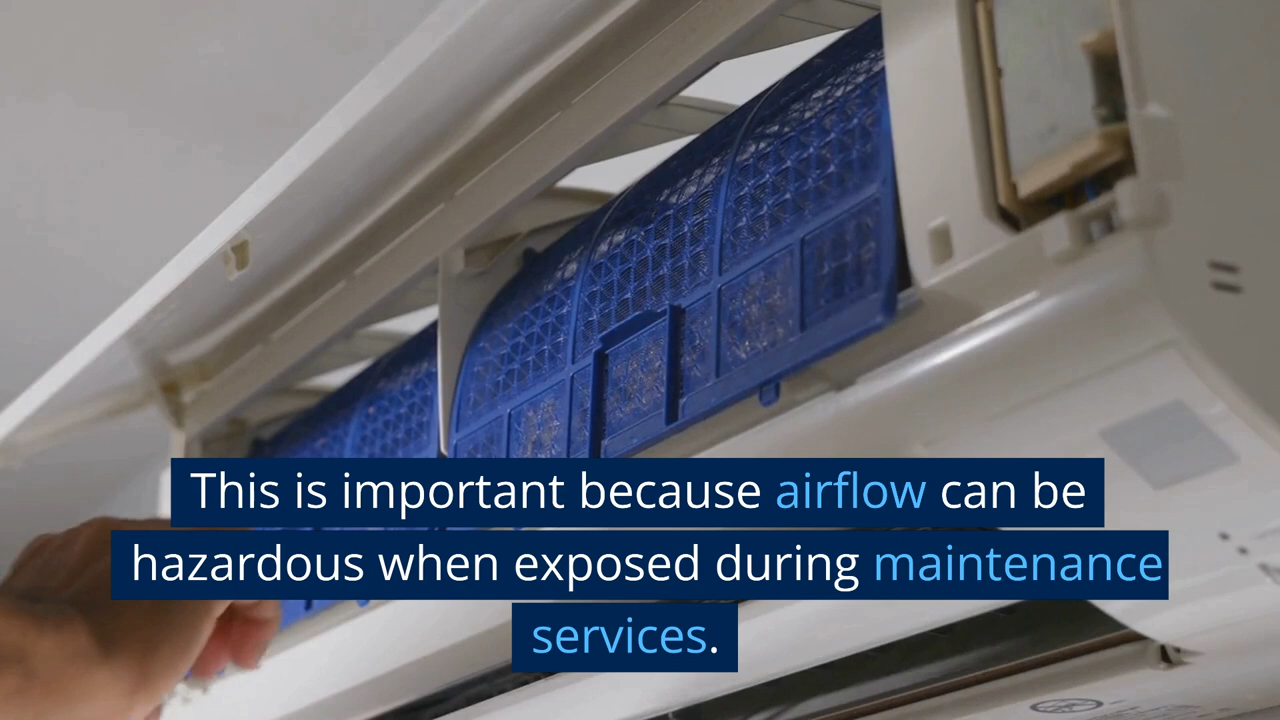 This is important because airflow can be
hazardous when exposed during maintenance
services.